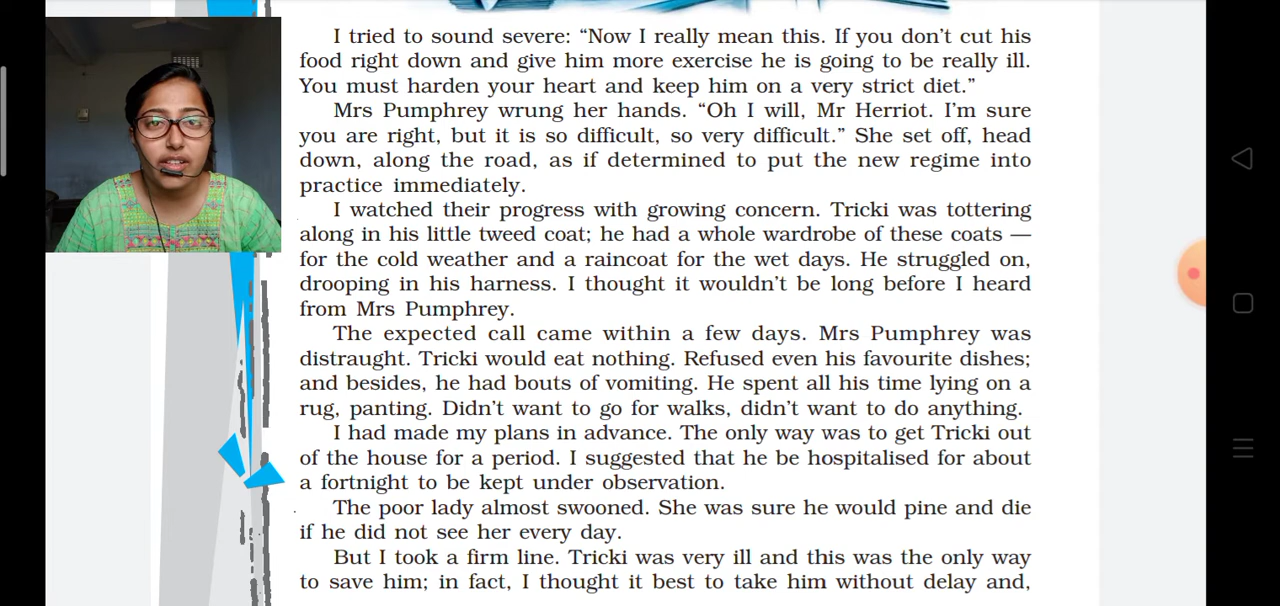 I tried to sound severe: “Now I really mean this. If you don’t cut his
food right down and give him more exercise he is going to be really ill.
You must harden your heart and keep him on a very strict diet.”
Mrs Pumphrey wrung her hands. “Oh I will, Mr Herriot. I’m sure
you are right, but it is so difficult, so very difficult.” She set off, head
down, along the road, as if determined to put the new regime into
practice immediately.
I watched their progress with growing concern. Tricki was tottering
along in his little tweed coat; he had a whole wardrobe of these coats —
for the cold weather and a raincoat for the wet days. He struggled on,
drooping in his harness. I thought it wouldn’t be long before I heard
from Mrs Pumphrey.
The expected call came within a few days. Mrs Pumphrey was
distraught. Tricki would eat nothing. Refused even his favourite dishes;
and besides, he had bouts of vomiting. He spent all his time lying on a
rug, panting. Didn’t want to go for walks, didn’t want to do anything.
I had made my plans in advance. The only way was to get Tricki out
of the house for a period. I suggested that he be hospitalised for about
a fortnight to be kept under observation.
The poor lady almost swooned. She was sure he would pine and die
if he did not see her every day.
But I took a firm line. Tricki was very ill and this was the only way
to save him; in fact, I thought it best to take him without delay and,